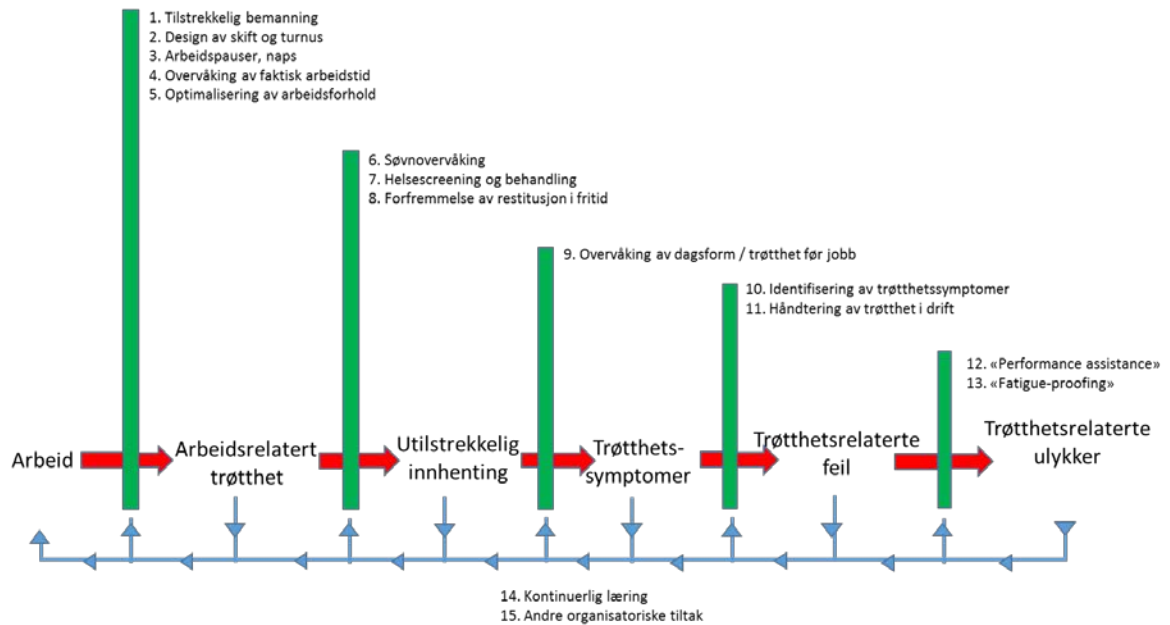 1. Tilstrekkelig bemanning
2. Design av skift og turnus
3. Arbeidspauser, naps
4. Overvåking av faktisk arbeidstid
5. Optimalisering av arbeidsforhold
6. Søvnovervåking
7. Helsescreening og behandling
8. Forfremmelse av restitusjon i fritid
9. Overvåking av dagsform / trøtthet før jobb
10. Identifisering av trøtthetssymptomer
11. Håndtering av trøtthet i drift
12. «Performance assistance»
13. «Fatigue-proofing»
Arbeid
Arbeidsrelatert
trøtthet
Utilstrekkelig
innhenting
Trøtthets-
symptomer
Trøtthetsrelaterte
feil
Trøtthetsrelaterte
ulykker
14. Kontinuerlig læring
15. Andre organisatoriske tiltak